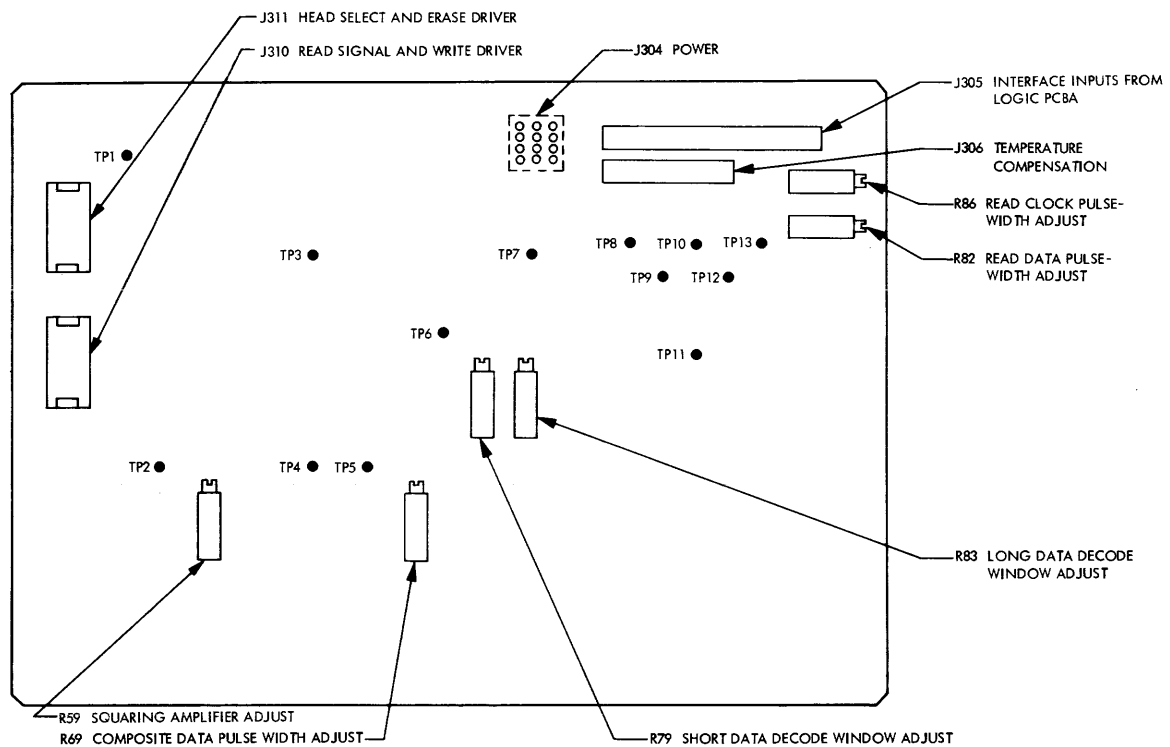 J311 HEAD SELECT AND ERASE DRIVER
J310 READ SIGNAL AND WRITE DRIVER
J304 POWER
J305 INTERFACE INPUTS FROM
LOGIC PCBA
J306 TEMPERATURE
COMPENSATION
TP1
R86 READ CLOCK PULSE-
WIDTH ADJUST
TP3
TP7
TP8
TP10
TP13
R82 READ DATA PULSE-
WIDTH ADJUST
TP9
TP12
TP6
TP11
TP2
TP4
TP5
R83 LONG DATA DECODE
WINDOW ADJUST
R59 SQUARING AMPLIFIER ADJUST
R69 COMPOSITE DATA PULSE WIDTH ADJUST
R79 SHORT DATA DECODE WINDOW ADJUST